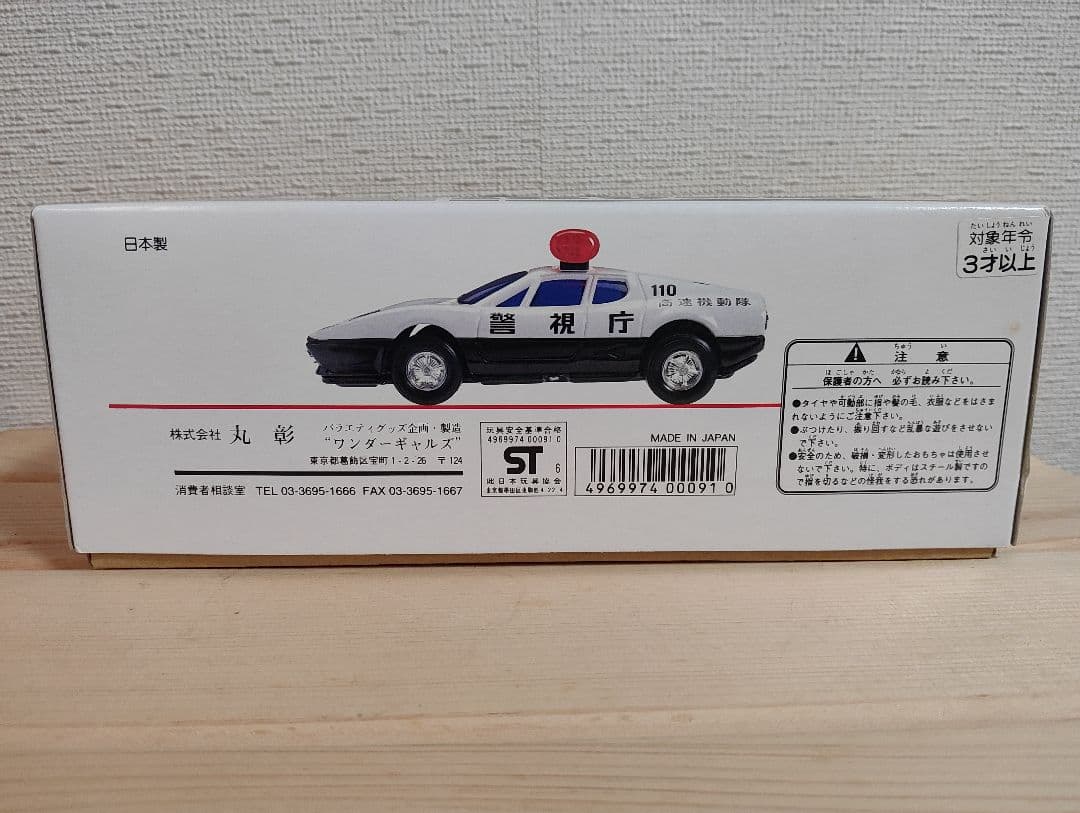 日本製
対象年令
3才以上
110
高速機動隊
警視庁
注意
保護者の方へ 必ずお読み下さい。
●タイヤや可動部に指や髪の毛、衣服などをはさま
れないようにご注意下さい。
●ぶつけたり、振り回すなど乱暴な遊びをさせない
で下さい。
●安全のため、破損・変形したおもちゃは使用させ
ないで下さい。特に、ボディはスチール製ですの
で指を切るなどの怪我をする恐れがあります。
株式会社 丸彰
バラエティグッズ企画・製造
"ワンダーギャルズ"
東京都葛飾区宝町1-2-26 〒124
消費者相談室 TEL 03-3695-1666 FAX 03-3695-1667
玩具安全基準合格
4969974 00091 0
ST 6
MADE IN JAPAN
4969974 000910